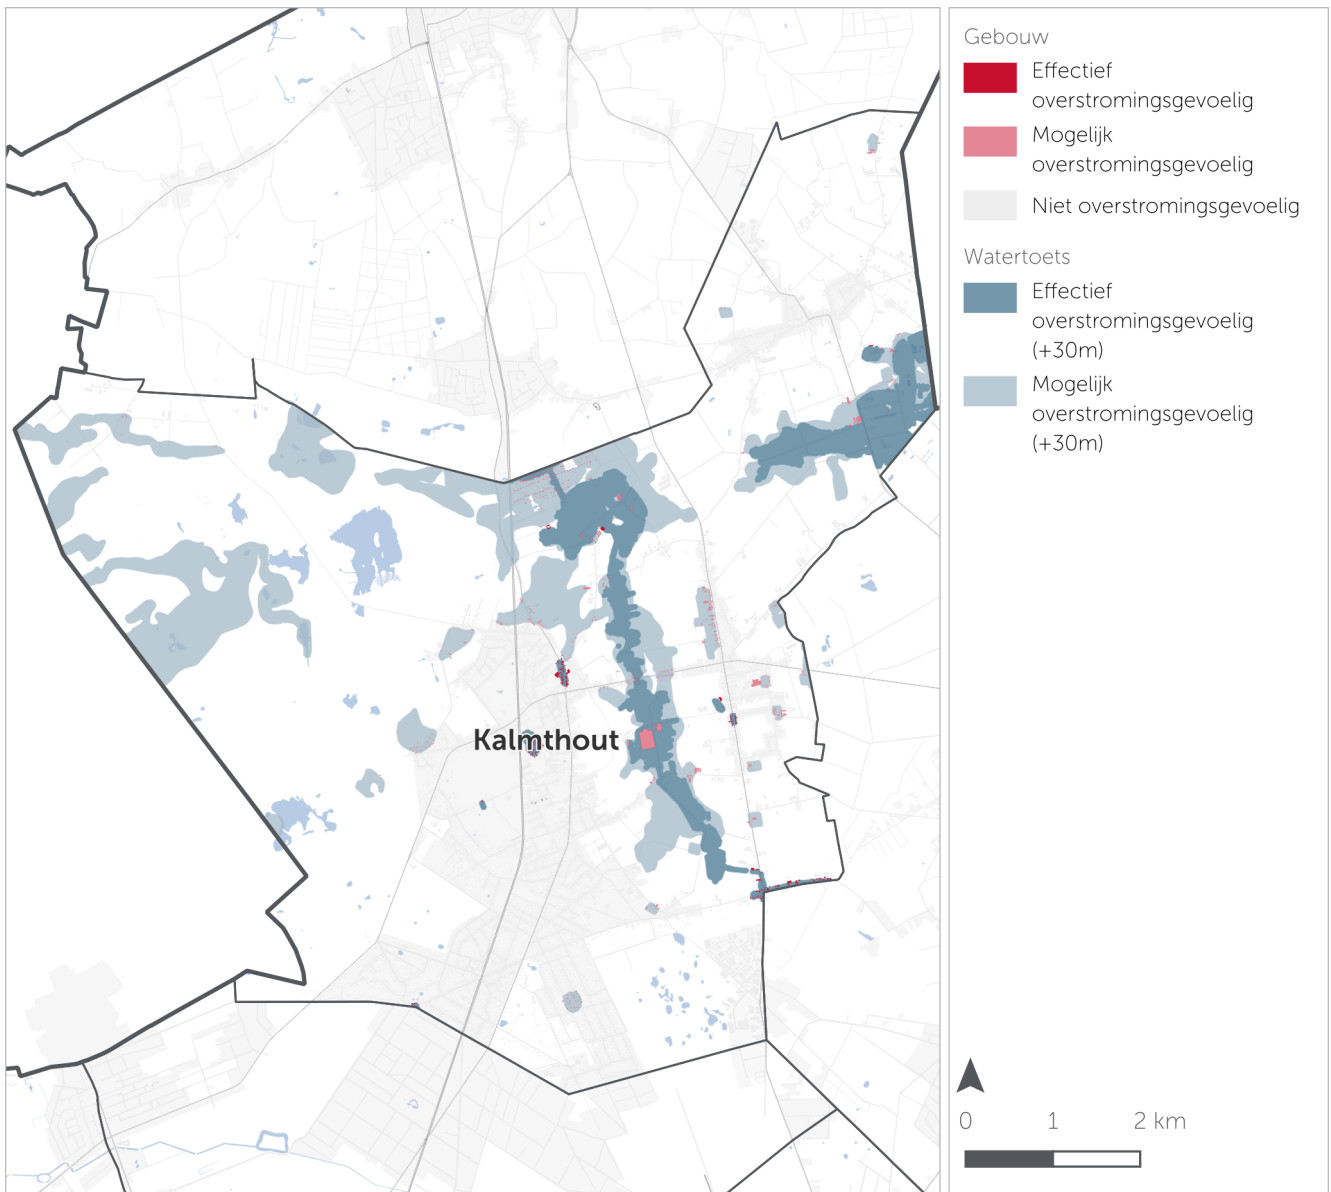 Kalmthout
Gebouw
Effectief
overstromingsgevoelig
Mogelijk
overstromingsgevoelig
Niet overstromingsgevoelig
Watertoets
Effectief
overstromingsgevoelig
(+30m)
Mogelijk
overstromingsgevoelig
(+30m)
0 1 2 km